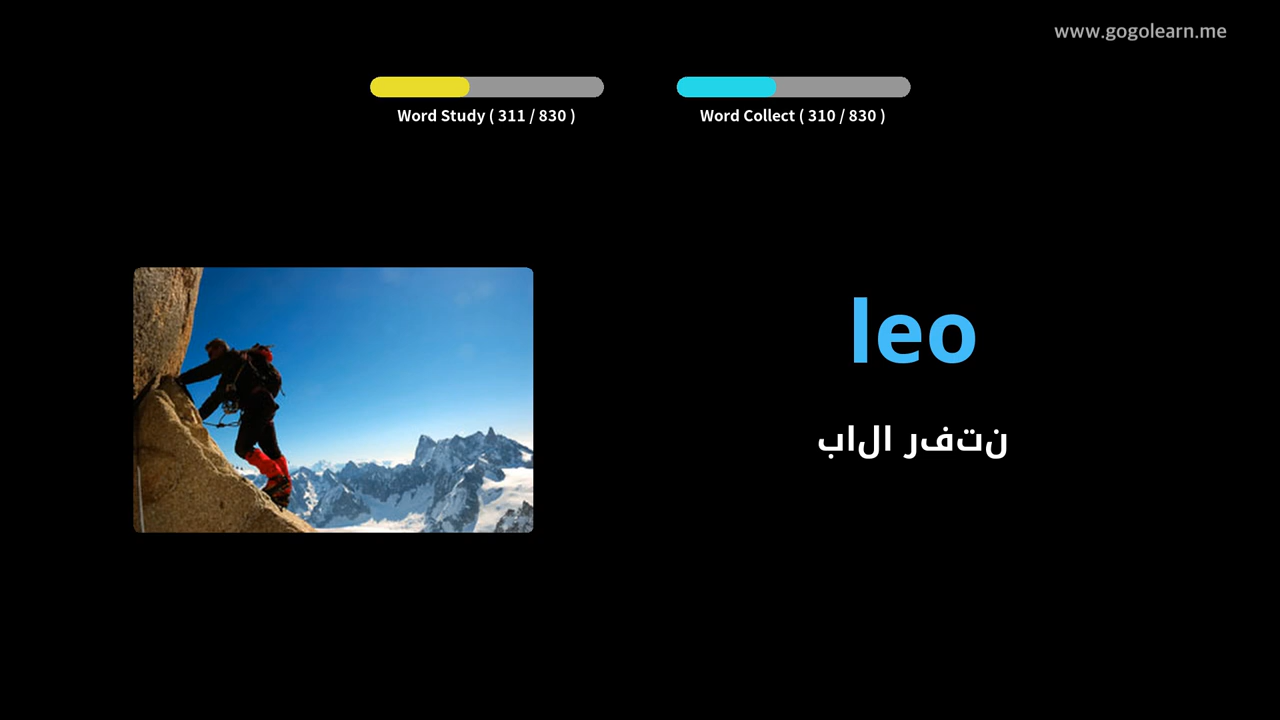 www.gogolearn.me
Word Study ( 311 / 830 )
Word Collect ( 310 / 830 )
leo
نتفر الاب